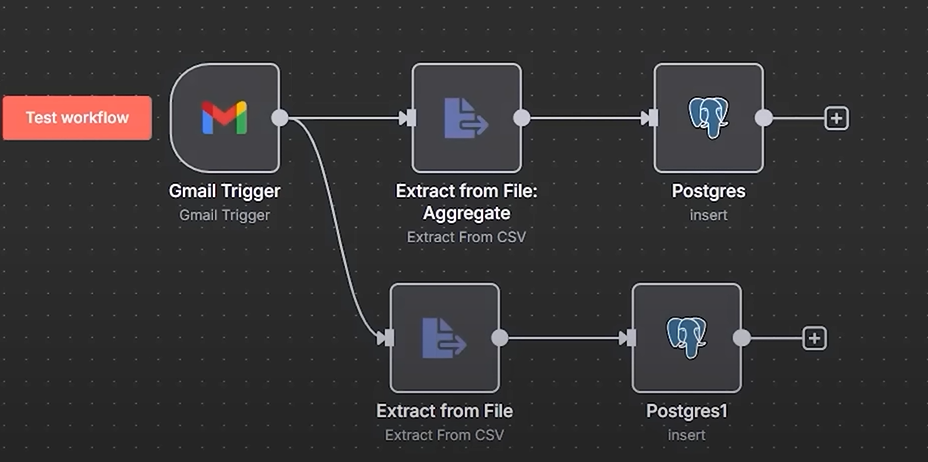 Test workflow
Gmail Trigger
Gmail Trigger
Extract from File:
Aggregate
Extract From CSV
Postgres
insert
Extract from File
Extract From CSV
Postgres1
insert